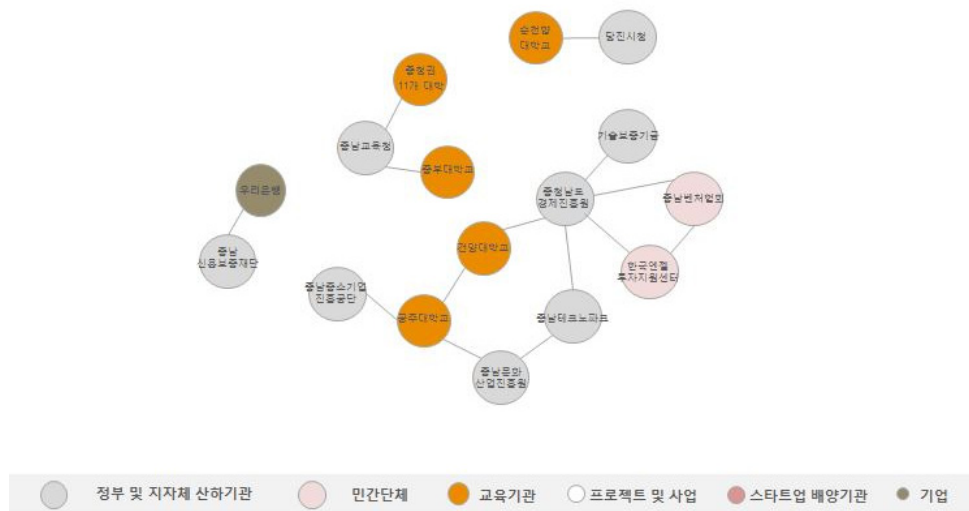 순천향
대학교
당진시청
충청권
11개 대학
기술보증기금
충남교육청
중부대학교
우리은행
충청남도
경제진흥원
충남벤처협회
충남
신용보증재단
건양대학교
한국엔젤
투자지원센터
충남중소기업
진흥공단
공주대학교
충남테크노파크
충남문화
산업진흥원
정부 및 지자체 산하기관
민간단체
교육기관
프로젝트 및 사업
스타트업 배양기관
기업